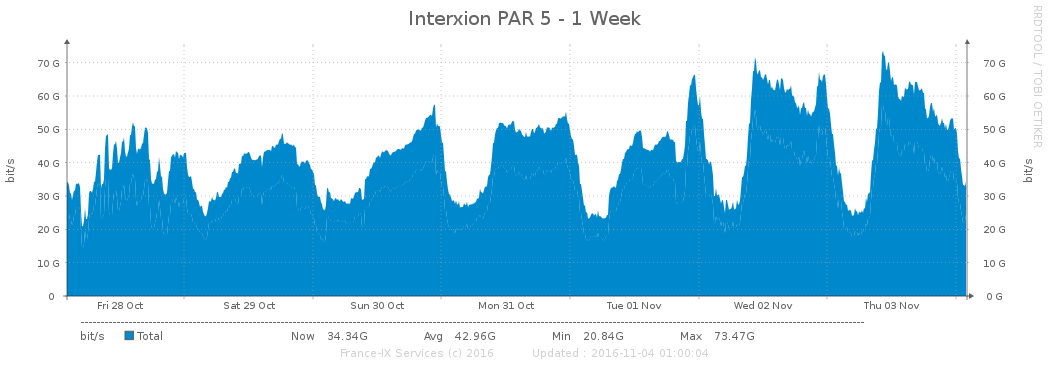 Interxion PAR 5 - 1 Week
RRDTOOL / TOBI OETIKER
bit/s
70 G 70 G
60 G 60 G
50 G 50 G
40 G 40 G
30 G 30 G
20 G 20 G
10 G 10 G
0 0 G
bit/s
Fri 28 Oct Sat 29 Oct Sun 30 Oct Mon 31 Oct Tue 01 Nov Wed 02 Nov Thu 03 Nov
bit/s Total Now 34.34G Avg 42.96G Min 20.84G Max 73.47G
France-IX Services (c) 2016 Updated : 2016-11-04 01:00:04